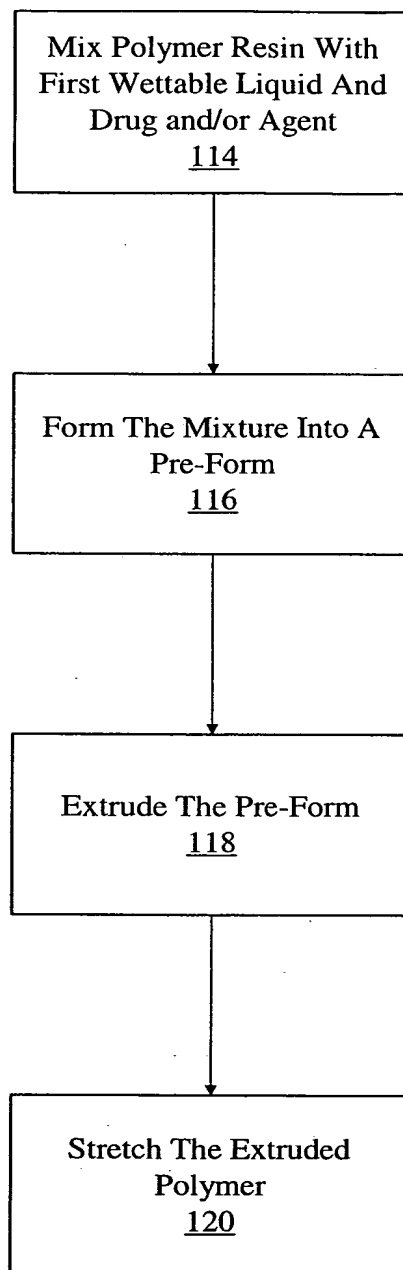 Mix Polymer Resin With
First Wettable Liquid And
Drug and/or Agent
114
Form The Mixture Into A
Pre-Form
116
Extrude The Pre-Form
118
Stretch The Extruded
Polymer
120